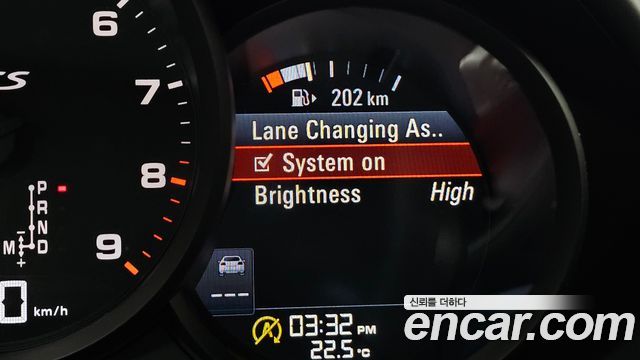 6
7
8
9
S
P
R
N
M
D
-
+
0
km/h
202 km
Lane Changing As..
System on
Brightness High
---
A
03:32 PM
22.5 °C
신뢰를 더하다
encar.com